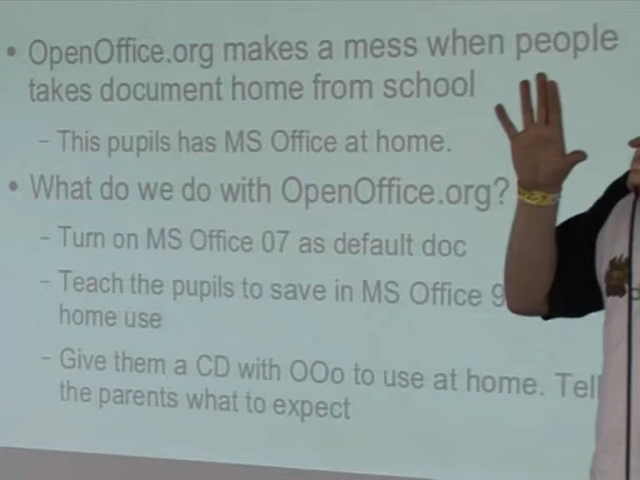 • OpenOffice.org makes a mess when people
takes document home from school
– This pupils has MS Office at home.
• What do we do with OpenOffice.org?
– Turn on MS Office 07 as default doc
– Teach the pupils to save in MS Office 9
home use
– Give them a CD with OOo to use at home. Tell
the parents what to expect